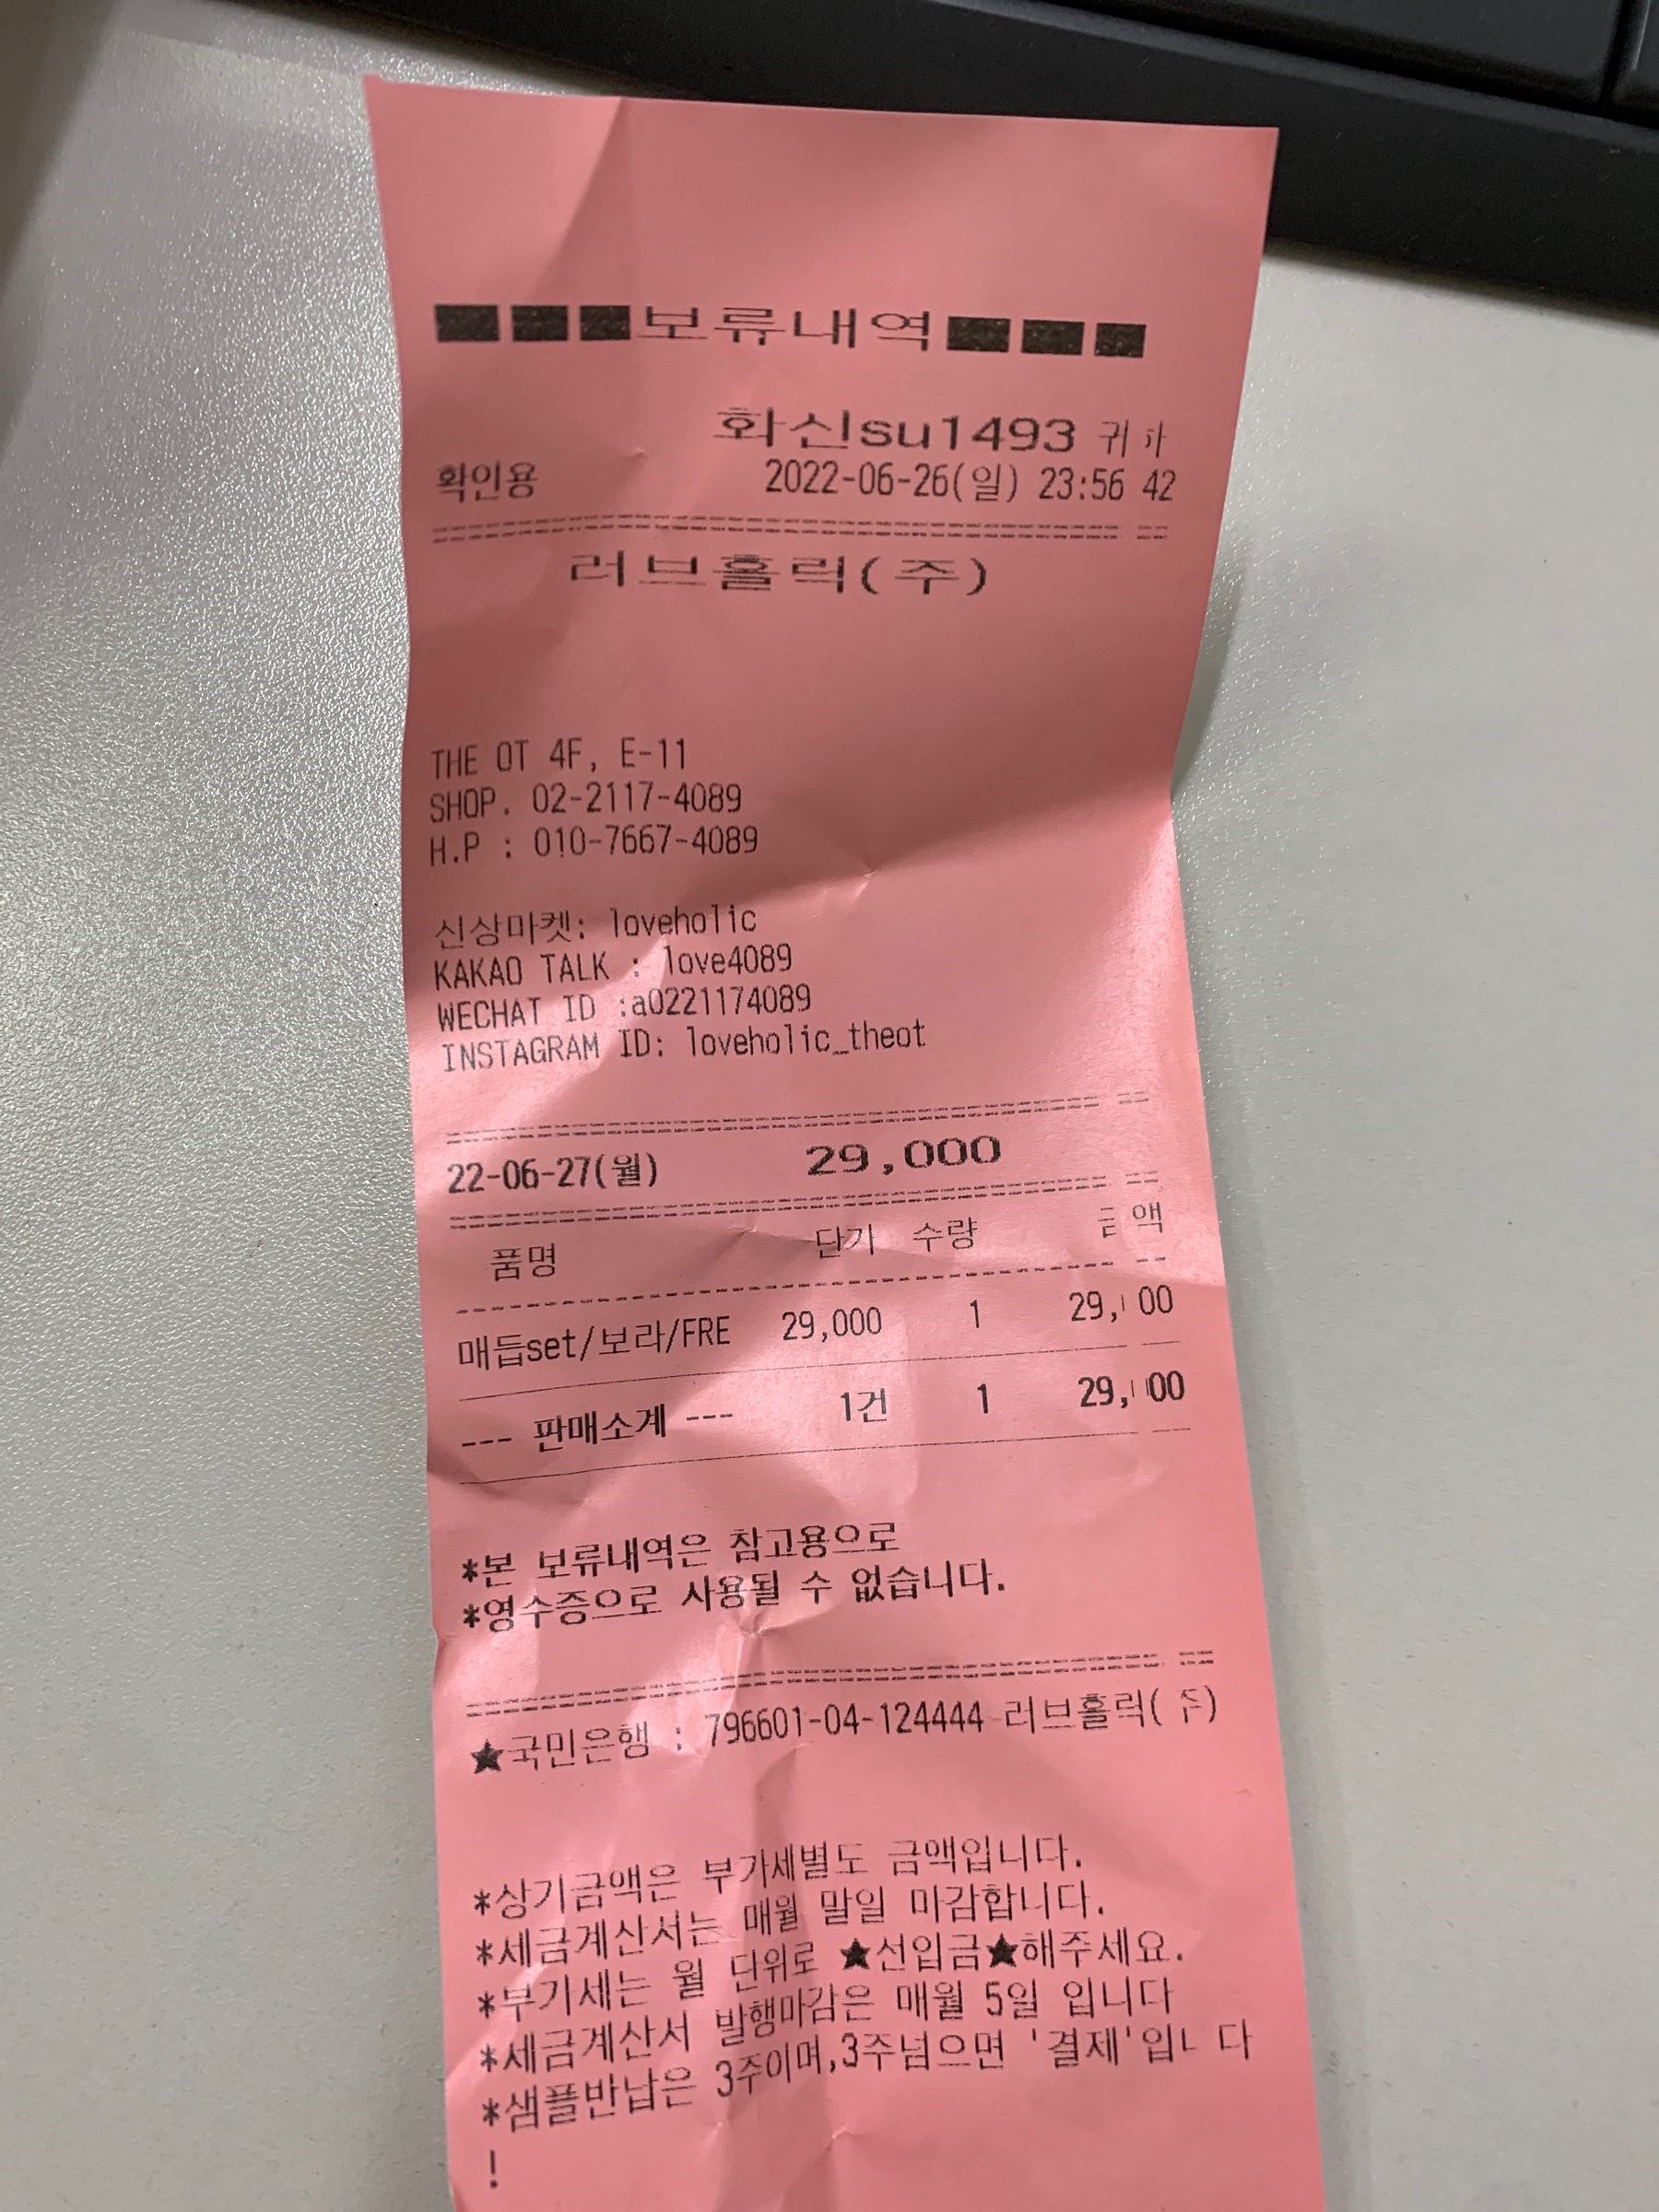 ■■■보류내역■■■
화신su1493 귀하
확인용 2022-06-26(일) 23:56 42
러브홀릭(주)
THE OT 4F, E-11
SHOP. 02-2117-4089
H.P : 010-7667-4089
신상마켓: loveholic
KAKAO TALK : love4089
WECHAT ID :a0221174089
INSTAGRAM ID: loveholic_theot
22-06-27(월) 29,000
품명 단가 수량 금액
매듭set/보라/FRE 29,000 1 29,000
--- 판매소계 --- 1건 1 29,000
*본 보류내역은 참고용으로
*영수증으로 사용될 수 없습니다.
★국민은행 : 796601-04-124444 러브홀릭(주)
*상기금액은 부가세별도 금액입니다.
*세금계산서는 매월 말일 마감합니다.
*부가세는 월 단위로 ★선입금★해주세요.
*세금계산서 발행마감은 매월 5일 입니다
*샘플반납은 3주이며,3주넘으면 '결제'입니다
!